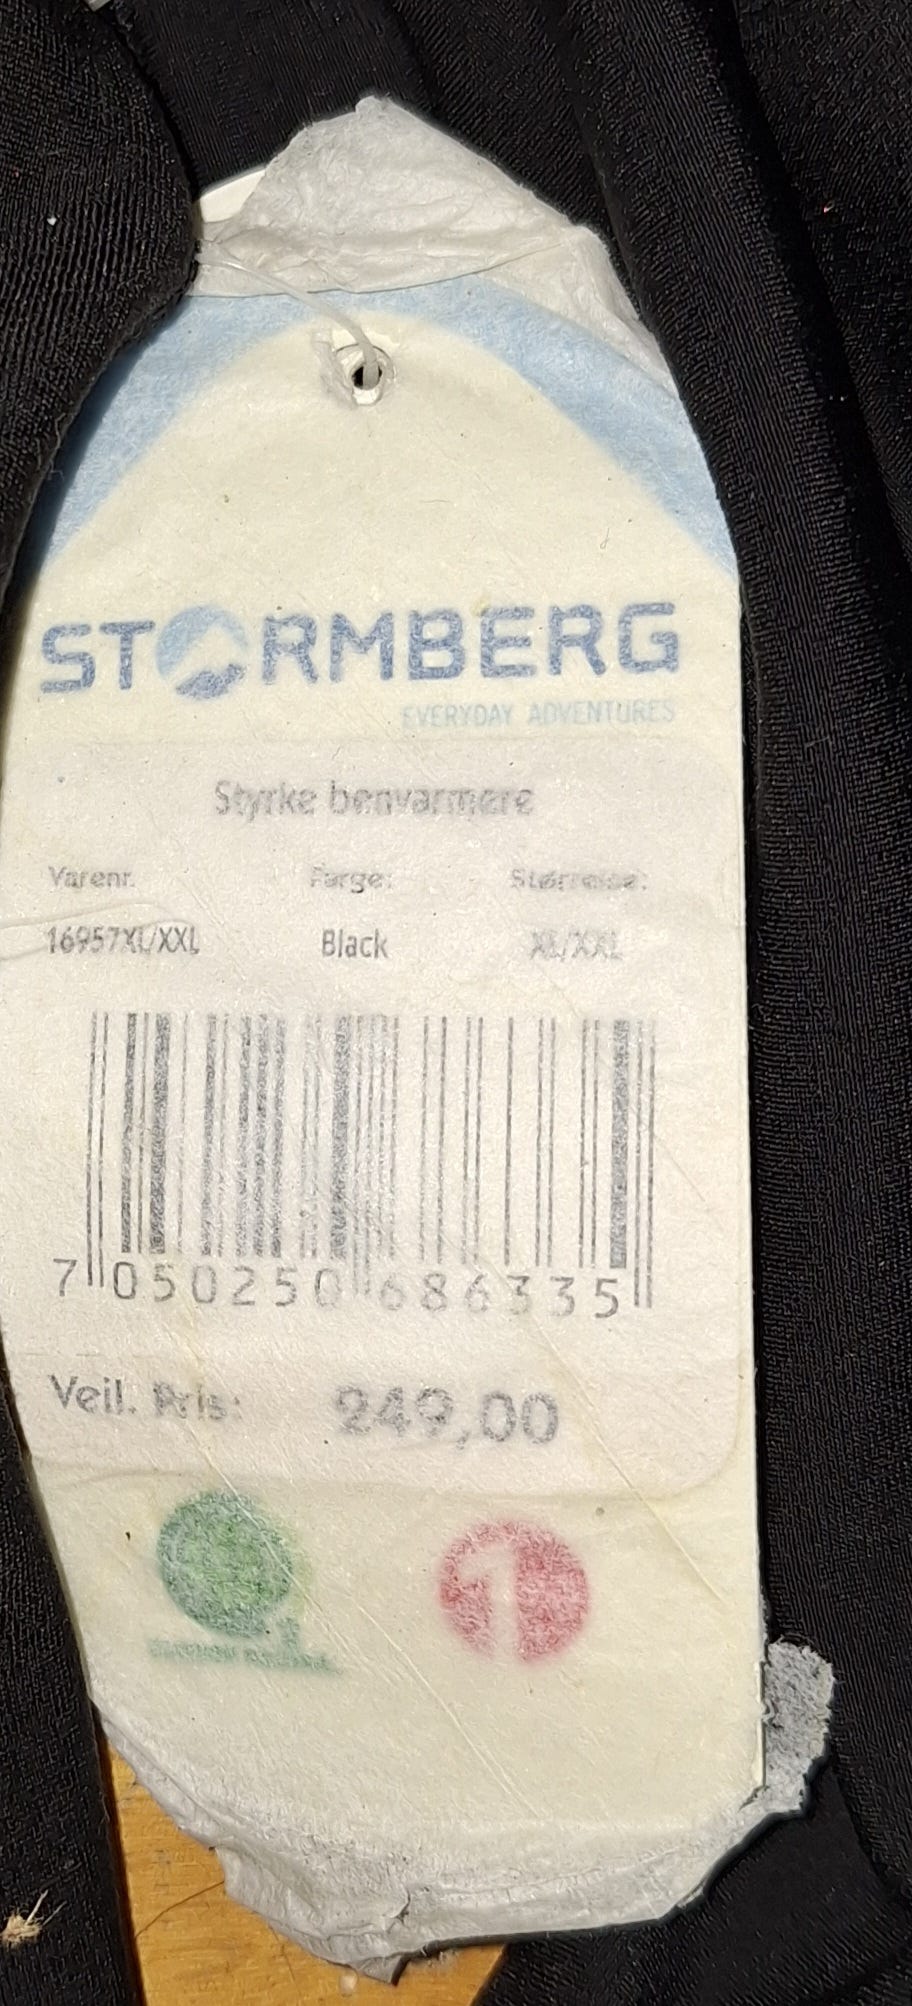 STORMBERG
EVERYDAY ADVENTURES
Styrke benvarmere
Varenr. Farge: Størrelse:
16957XL/XXL Black XL/XXL
7 050250 686335
Veil. Pris: 249,00
1